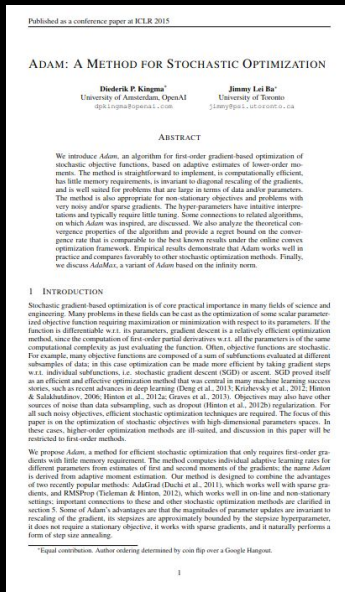 Published as a conference paper at ICLR 2015
ADAM: A METHOD FOR STOCHASTIC OPTIMIZATION
Diederik P. Kingma*
University of Amsterdam, OpenAI
dpkingma@openai.com
Jimmy Lei Ba*
University of Toronto
jimmy@psi.utoronto.ca
ABSTRACT
We introduce Adam, an algorithm for first-order gradient-based optimization of
stochastic objective functions, based on adaptive estimates of lower-order mo-
ments. The method is straightforward to implement, is computationally efficient,
has little memory requirements, is invariant to diagonal rescaling of the gradients,
and is well suited for problems that are large in terms of data and/or parameters.
The method is also appropriate for non-stationary objectives and problems with
very noisy and/or sparse gradients. The hyper-parameters have intuitive interpre-
tations and typically require little tuning. Some connections to related algorithms,
on which Adam was inspired, are discussed. We also analyze the theoretical con-
vergence properties of the algorithm and provide a regret bound on the conver-
gence rate that is comparable to the best known results under the online convex
optimization framework. Empirical results demonstrate that Adam works well in
practice and compares favorably to other stochastic optimization methods. Finally,
we discuss AdaMax, a variant of Adam based on the infinity norm.
1 INTRODUCTION
Stochastic gradient-based optimization is of core practical importance in many fields of science and
engineering. Many problems in these fields can be cast as the optimization of some scalar parameter-
ized objective function requiring maximization or minimization with respect to its parameters. If the
function is differentiable w.r.t. its parameters, gradient descent is a relatively efficient optimization
method, since the computation of first-order partial derivatives w.r.t. all the parameters is of the same
computational complexity as just evaluating the function. Often, objective functions are stochastic.
For example, many objective functions are composed of a sum of subfunctions evaluated at different
subsamples of data; in this case optimization can be made more efficient by taking gradient steps
w.r.t. individual subfunctions, i.e. stochastic gradient descent (SGD) or ascent. SGD proved itself
as an efficient and effective optimization method that was central in many machine learning success
stories, such as recent advances in deep learning (Deng et al., 2013; Krizhevsky et al., 2012; Hinton
& Salakhutdinov, 2006; Hinton et al., 2012a; Graves et al., 2013). Objectives may also have other
sources of noise than data subsampling, such as dropout (Hinton et al., 2012b) regularization. For
all such noisy objectives, efficient stochastic optimization techniques are required. The focus of this
paper is on the optimization of stochastic objectives with high-dimensional parameters spaces. In
these cases, higher-order optimization methods are ill-suited, and discussion in this paper will be
restricted to first-order methods.
We propose Adam, a method for efficient stochastic optimization that only requires first-order gra-
dients with little memory requirement. The method computes individual adaptive learning rates for
different parameters from estimates of first and second moments of the gradients; the name Adam
is derived from adaptive moment estimation. Our method is designed to combine the advantages
of two recently popular methods: AdaGrad (Duchi et al., 2011), which works well with sparse gra-
dients, and RMSProp (Tieleman & Hinton, 2012), which works well in on-line and non-stationary
settings; important connections to these and other stochastic optimization methods are clarified in
section 5. Some of Adam's advantages are that the magnitudes of parameter updates are invariant to
rescaling of the gradient, its stepsizes are approximately bounded by the stepsize hyperparameter,
it does not require a stationary objective, it works with sparse gradients, and it naturally performs a
form of step size annealing.
*Equal contribution. Author ordering determined by coin flip over a Google Hangout.
1